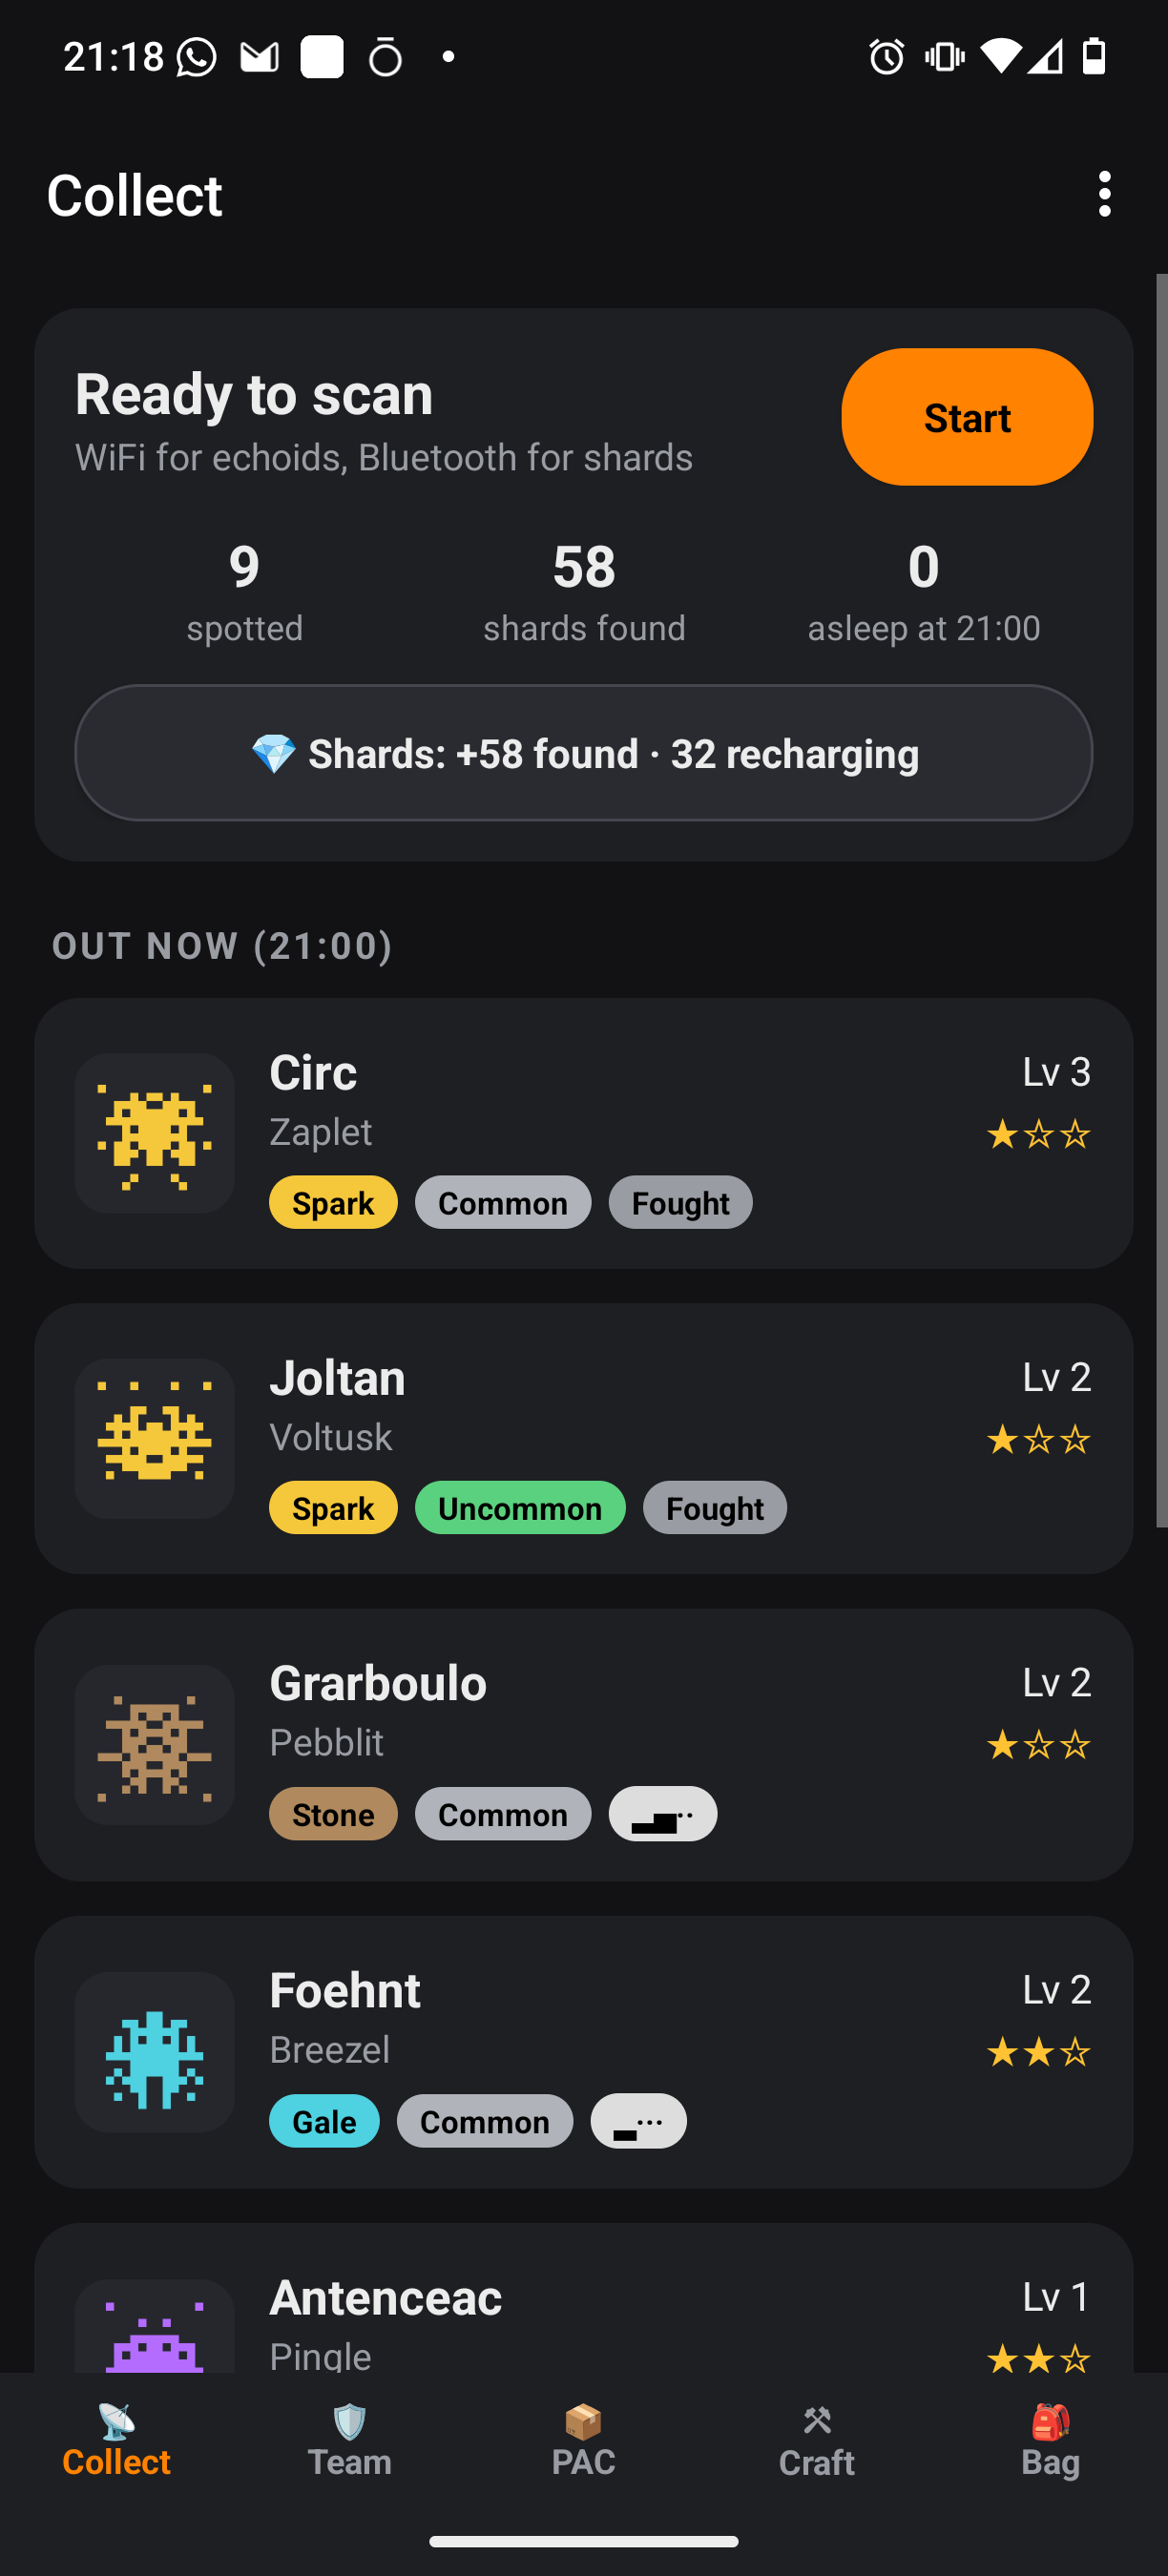 21:18
Collect
Ready to scan
WiFi for echoids, Bluetooth for shards
Start
9
spotted
58
shards found
0
asleep at 21:00
💎 Shards: +58 found · 32 recharging
OUT NOW (21:00)
Circ
Lv 3
Zaplet
★☆☆
Spark Common Fought
Joltan
Lv 2
Voltusk
★☆☆
Spark Uncommon Fought
Grarboulo
Lv 2
Pebblit
★☆☆
Stone Common ▂▄··
Foehnt
Lv 2
Breezel
★★☆
Gale Common ▂···
Antenceac
Lv 1
Pingle
★★☆
Collect
Team
PAC
Craft
Bag